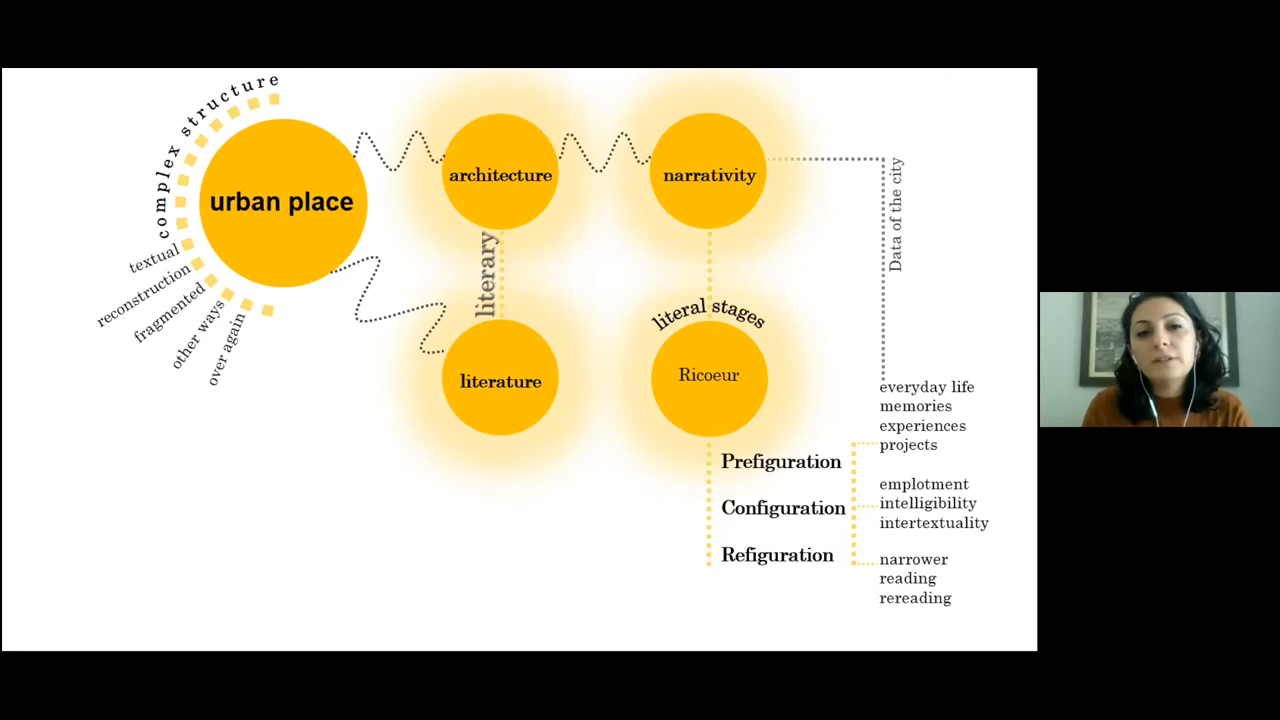 complex structure
urban place
textual
reconstruction
fragmented
other ways
over again
architecture
literary
literature
narrativity
literal stages
Ricoeur
Data of the city
Prefiguration
Configuration
Refiguration
everyday life
memories
experiences
projects
emplotment
intelligibility
intertextuality
narrower
reading
rereading